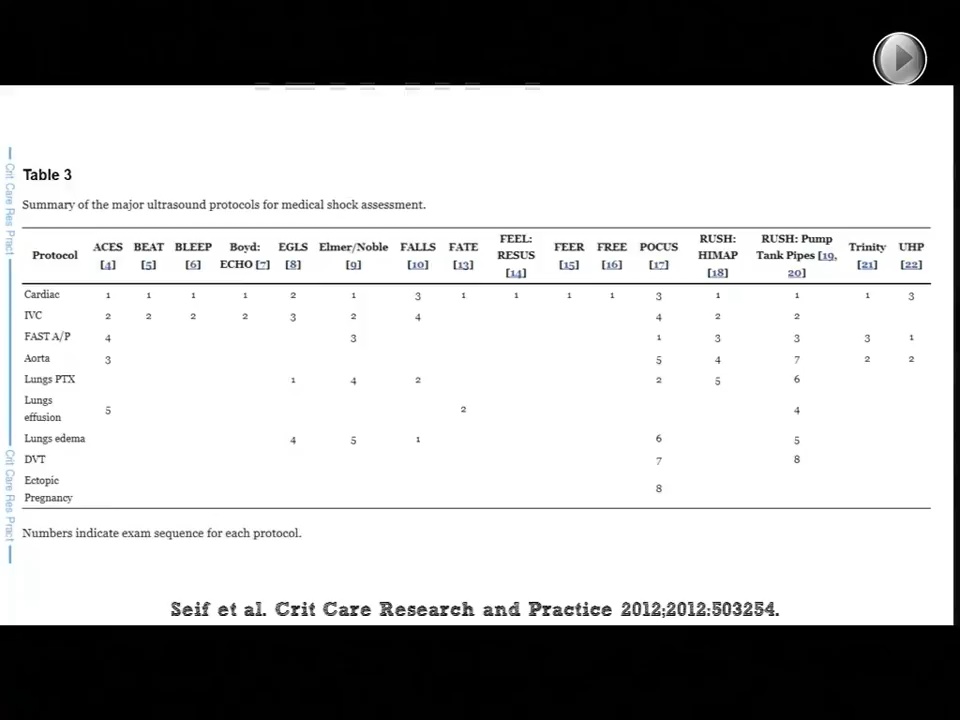 Table 3
Summary of the major ultrasound protocols for medical shock assessment.
Protocol ACES [4] BEAT [5] BLEEP [6] Boyd: ECHO [7] EGLS [8] Elmer/Noble [9] FALLS [10] FATE [13] FEEL: RESUS [14] FEER [15] FREE [16] POCUS [17] RUSH: HIMAP [18] RUSH: Pump Tank Pipes [19, 20] Trinity [21] UHP [22]
Cardiac 1 1 1 1 2 1 3 1 1 1 1 3 1 1 1 3
IVC 2 2 2 2 3 2 4 4 2 2
FAST A/P 4 3 1 3 3 3 1
Aorta 3 5 4 7 2 2
Lungs PTX 1 4 2 2 5 6
Lungs effusion 5 2 4
Lungs edema 4 5 1 6 5
DVT 7 8
Ectopic Pregnancy 8
Numbers indicate exam sequence for each protocol.
Crit Care Res Pract
Crit Care Res Pract
Seif et al. Crit Care Research and Practice 2012;2012:503254.